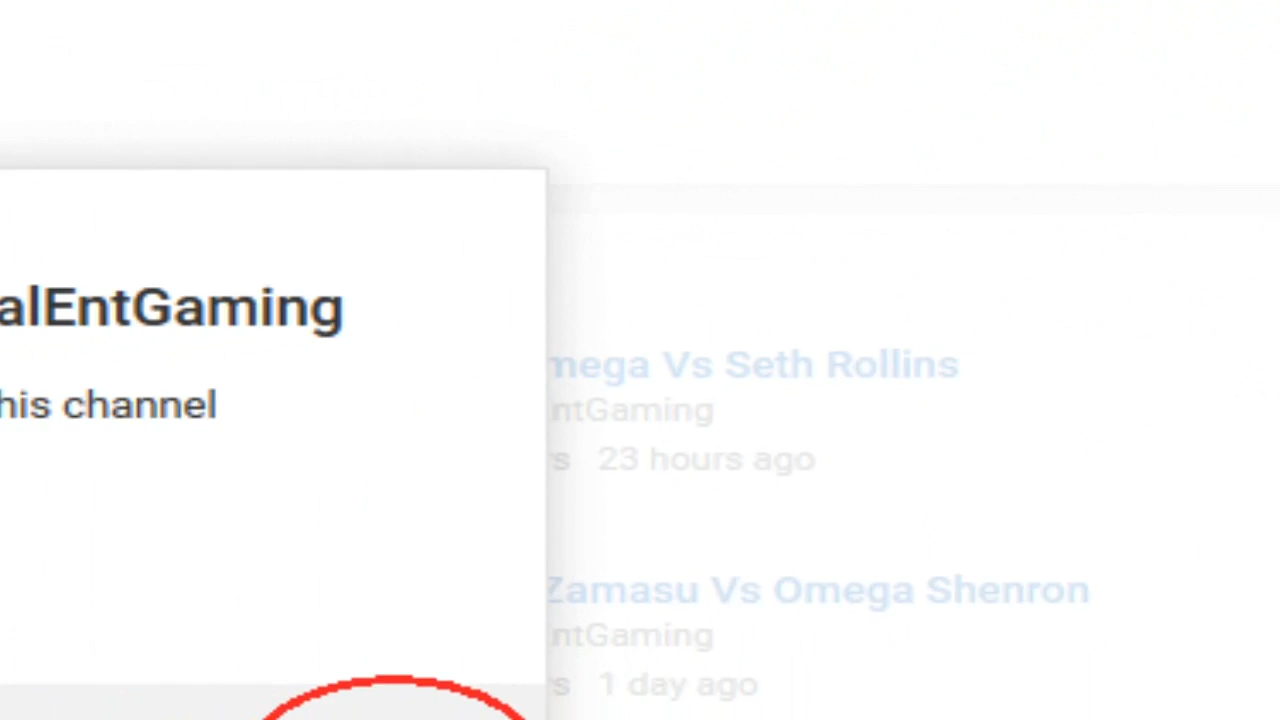 alEntGaming
his channel
mega Vs Seth Rollins
ntGaming
s 23 hours ago
Zamasu Vs Omega Shenron
ntGaming
s 1 day ago